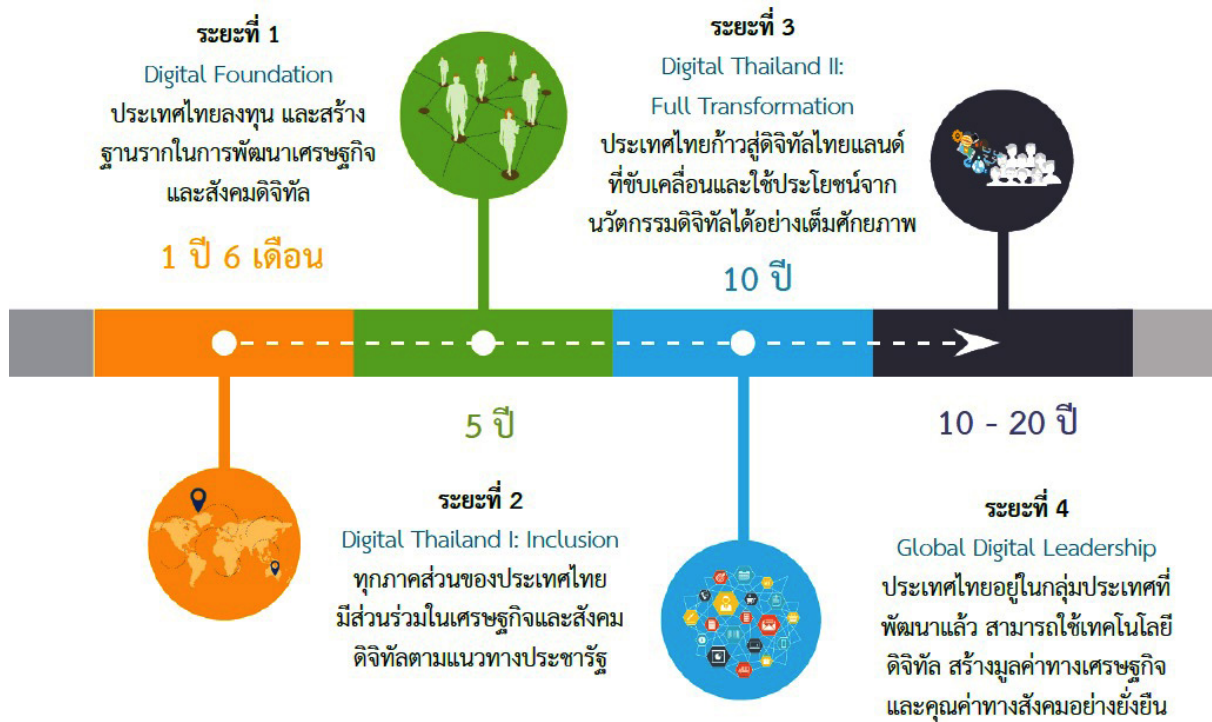 ระยะที่ 1
Digital Foundation
ประเทศไทยลงทุน และสร้าง
ฐานรากในการพัฒนาเศรษฐกิจ
และสังคมดิจิทัล
1 ปี 6 เดือน
5 ปี
ระยะที่ 2
Digital Thailand I: Inclusion
ทุกภาคส่วนของประเทศไทย
มีส่วนร่วมในเศรษฐกิจและสังคม
ดิจิทัลตามแนวทางประชารัฐ
ระยะที่ 3
Digital Thailand II:
Full Transformation
ประเทศไทยก้าวสู่ดิจิทัลไทยแลนด์
ที่ขับเคลื่อนและใช้ประโยชน์จาก
นวัตกรรมดิจิทัลได้อย่างเต็มศักยภาพ
10 ปี
10 - 20 ปี
ระยะที่ 4
Global Digital Leadership
ประเทศไทยอยู่ในกลุ่มประเทศที่
พัฒนาแล้ว สามารถใช้เทคโนโลยี
ดิจิทัล สร้างมูลค่าทางเศรษฐกิจ
และคุณค่าทางสังคมอย่างยั่งยืน